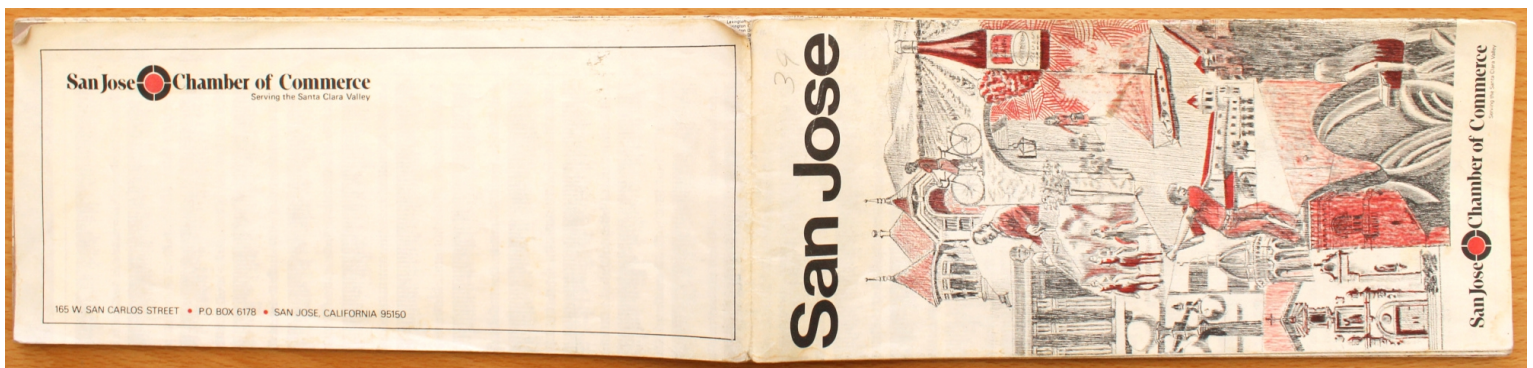 San Jose Chamber of Commerce
Serving the Santa Clara Valley
165 W. SAN CARLOS STREET • P.O. BOX 6178 • SAN JOSE, CALIFORNIA 95150
San Jose
39
San Jose Chamber of Commerce
Serving the Santa Clara Valley